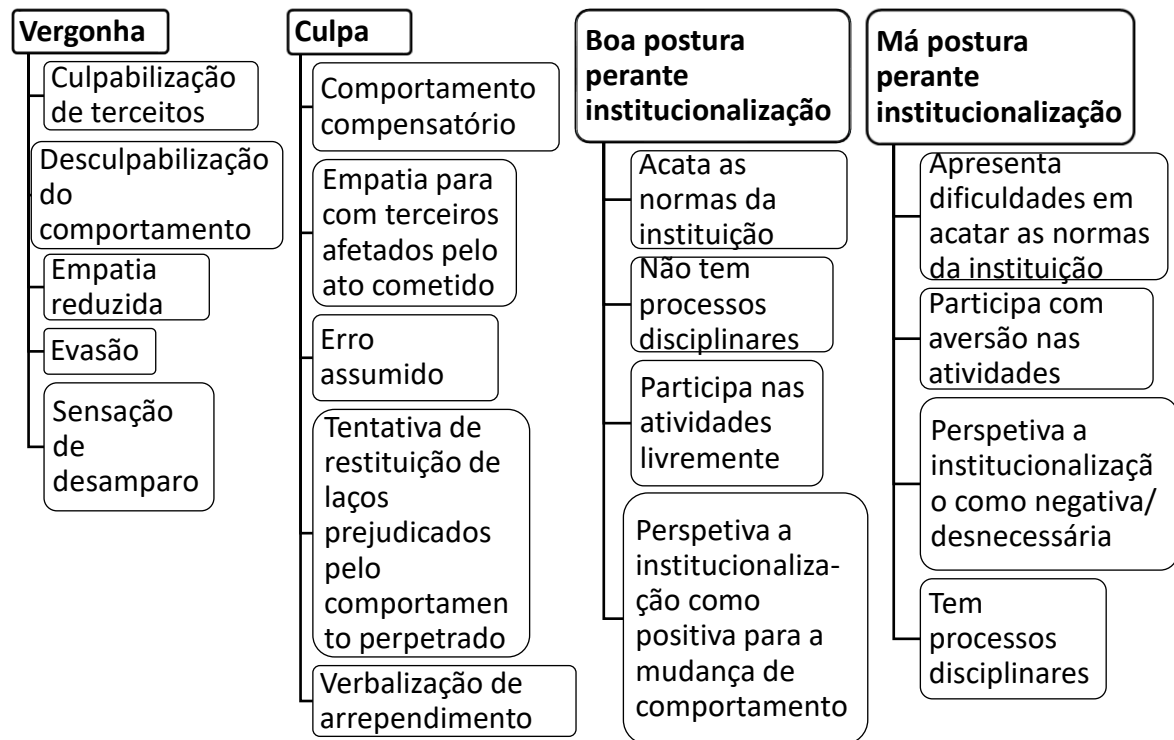 Vergonha
Culpabilização
de terceitos
Desculpabilização
do
comportamento
Empatia
reduzida
Evasão
Sensação
de
desamparo
Culpa
Comportamento
compensatório
Empatia para
com terceiros
afetados pelo
ato cometido
Erro
assumido
Tentativa de
restituição de
laços
prejudicados
pelo
comportamen
to perpetrado
Verbalização de
arrependimento
Boa postura
perante
institucionalização
Acata as
normas da
instituição
Não tem
processos
disciplinares
Participa nas
atividades
livremente
Perspetiva a
institucionaliza-
ção como
positiva para a
mudança de
comportamento
Má postura
perante
institucionalização
Apresenta
dificuldades em
acatar as normas
da instituição
Participa com
aversão nas
atividades
Perspetiva a
institucionalizaçã
o como negativa/
desnecessária
Tem
processos
disciplinares